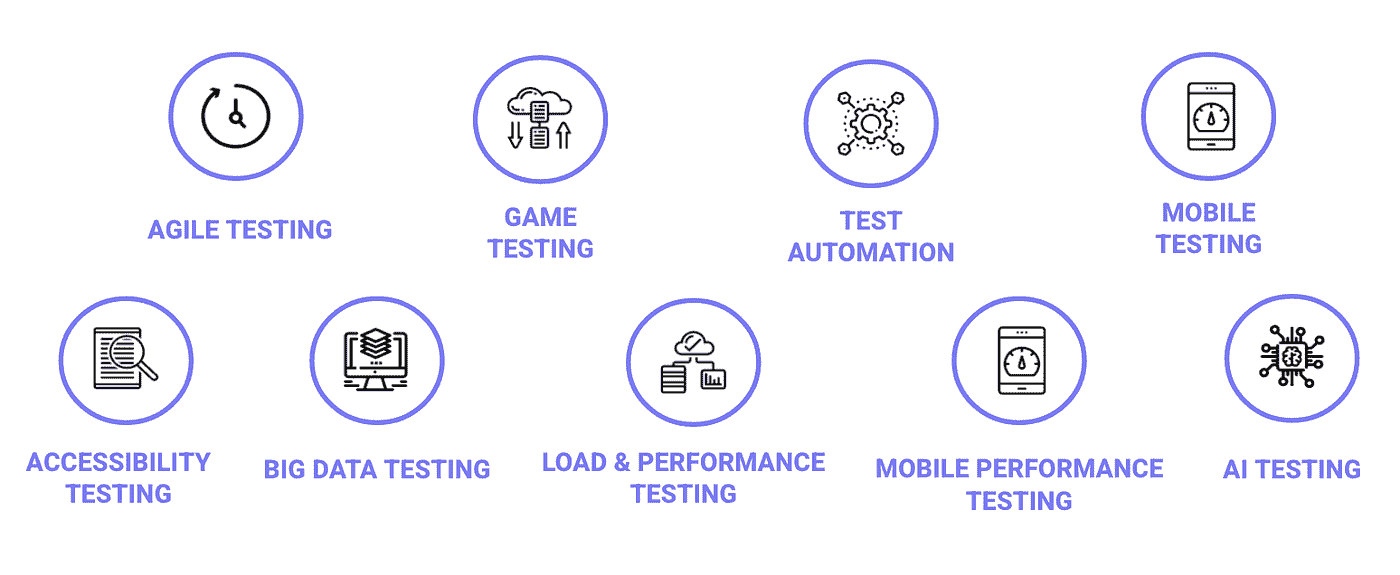 AGILE TESTING
GAME
TESTING
TEST
AUTOMATION
MOBILE
TESTING
ACCESSIBILITY
TESTING
BIG DATA TESTING
LOAD & PERFORMANCE
TESTING
MOBILE PERFORMANCE
TESTING
AI TESTING